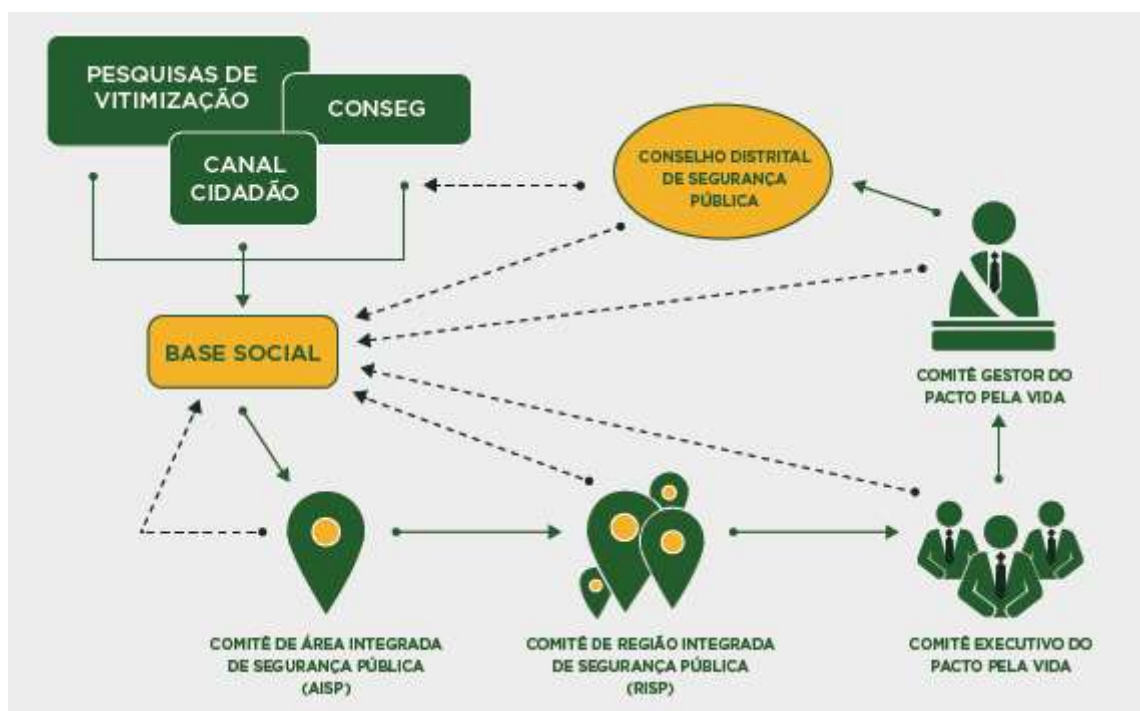 PESQUISAS DE
VITIMIZAÇÃO
CONSEG
CANAL
CIDADÃO
CONSELHO DISTRITAL
DE SEGURANÇA
PÚBLICA
BASE SOCIAL
COMITÊ GESTOR DO
PACTO PELA VIDA
COMITÊ DE ÁREA INTEGRADA
DE SEGURANÇA PÚBLICA
(AISP)
COMITÊ DE REGIÃO INTEGRADA
DE SEGURANÇA PÚBLICA
(RISP)
COMITÊ EXECUTIVO DO
PACTO PELA VIDA